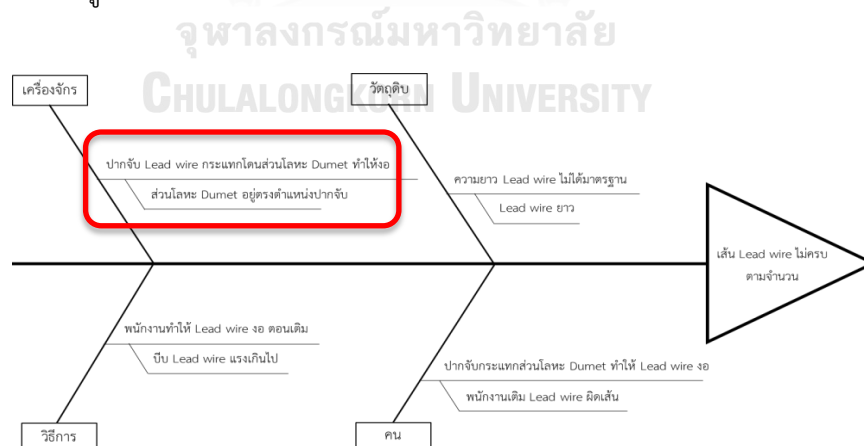 จุฬาลงกรณ์มหาวิทยาลัย
CHULALONGKORN UNIVERSITY
เครื่องจักร
วัตถุดิบ
ปากจับ Lead wire กระแทกโดนส่วนโลหะ Dumet ทำให้งอ
ส่วนโลหะ Dumet อยู่ตรงตำแหน่งปากจับ
ความยาว Lead wire ไม่ได้มาตรฐาน
Lead wire ยาว
เส้น Lead wire ไม่ครบ
ตามจำนวน
พนักงานทำให้ Lead wire งอ ตอนเติม
บีบ Lead wire แรงเกินไป
ปากจับกระแทกส่วนโลหะ Dumet ทำให้ Lead wire งอ
พนักงานเติม Lead wire ผิดเส้น
วิธีการ
คน